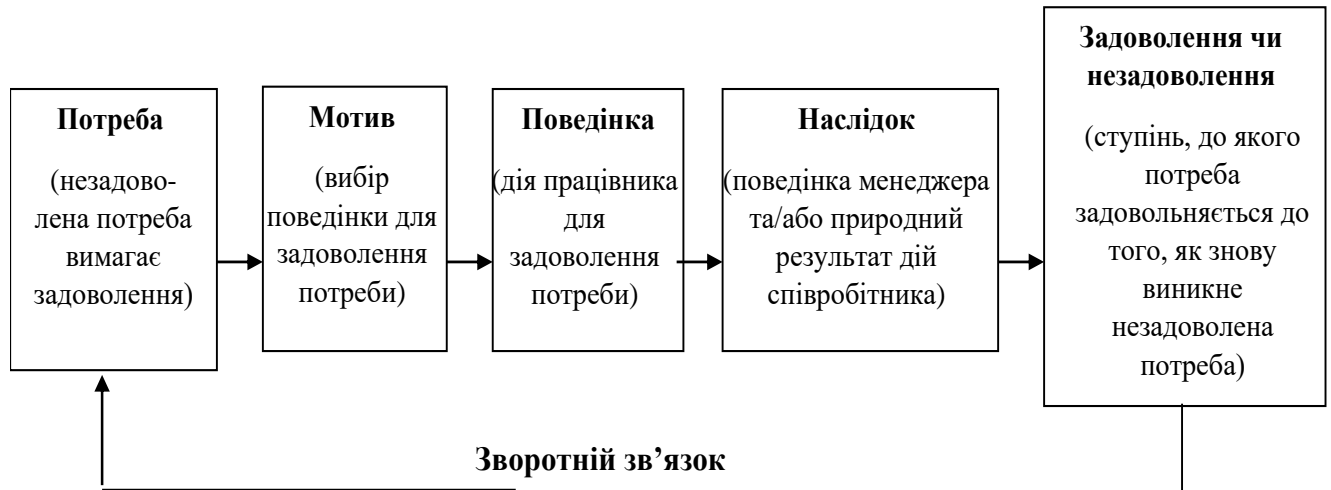 Потреба
(незадово-
лена потреба
вимагає
задоволення)
Мотив
(вибір
поведінки для
задоволення
потреби)
Поведінка
(дія працівника
для
задоволення
потреби)
Наслідок
(поведінка менеджера
та/або природний
результат дій
співробітника)
Задоволення чи
незадоволення
(ступінь, до якого
потреба
задовольняється до
того, як знову
виникне
незадоволена
потреба)
Зворотній зв’язок